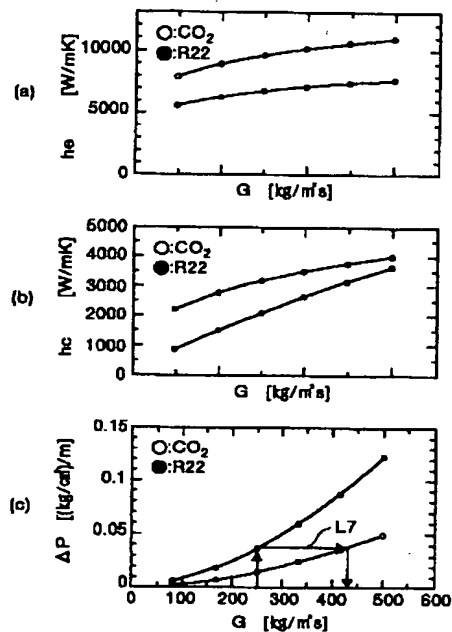 ○:CO₂
●:R22
(a)
he [W/mK]
10000
5000
0
G [kg/m²s]
○:CO₂
●:R22
(b)
hc [W/mK]
5000
4000
3000
2000
1000
0
G [kg/m²s]
○:CO₂
●:R22
(c)
ΔP [(kg/cm²)/m]
0.15
0.1
0.05
0
L7
0 100 200 300 400 500 600
G [kg/m²s]